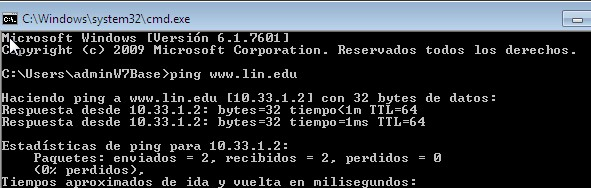 C:\Windows\system32\cmd.exe
Microsoft Windows [Versión 6.1.7601]
Copyright (c) 2009 Microsoft Corporation. Reservados todos los derechos.
C:\Users\adminW7Base>ping www.lin.edu
Haciendo ping a www.lin.edu [10.33.1.2] con 32 bytes de datos:
Respuesta desde 10.33.1.2: bytes=32 tiempo<1m TTL=64
Respuesta desde 10.33.1.2: bytes=32 tiempo=1ms TTL=64
Estadísticas de ping para 10.33.1.2:
Paquetes: enviados = 2, recibidos = 2, perdidos = 0
(0% perdidos),
Tiempos aproximados de ida y vuelta en milisegundos: